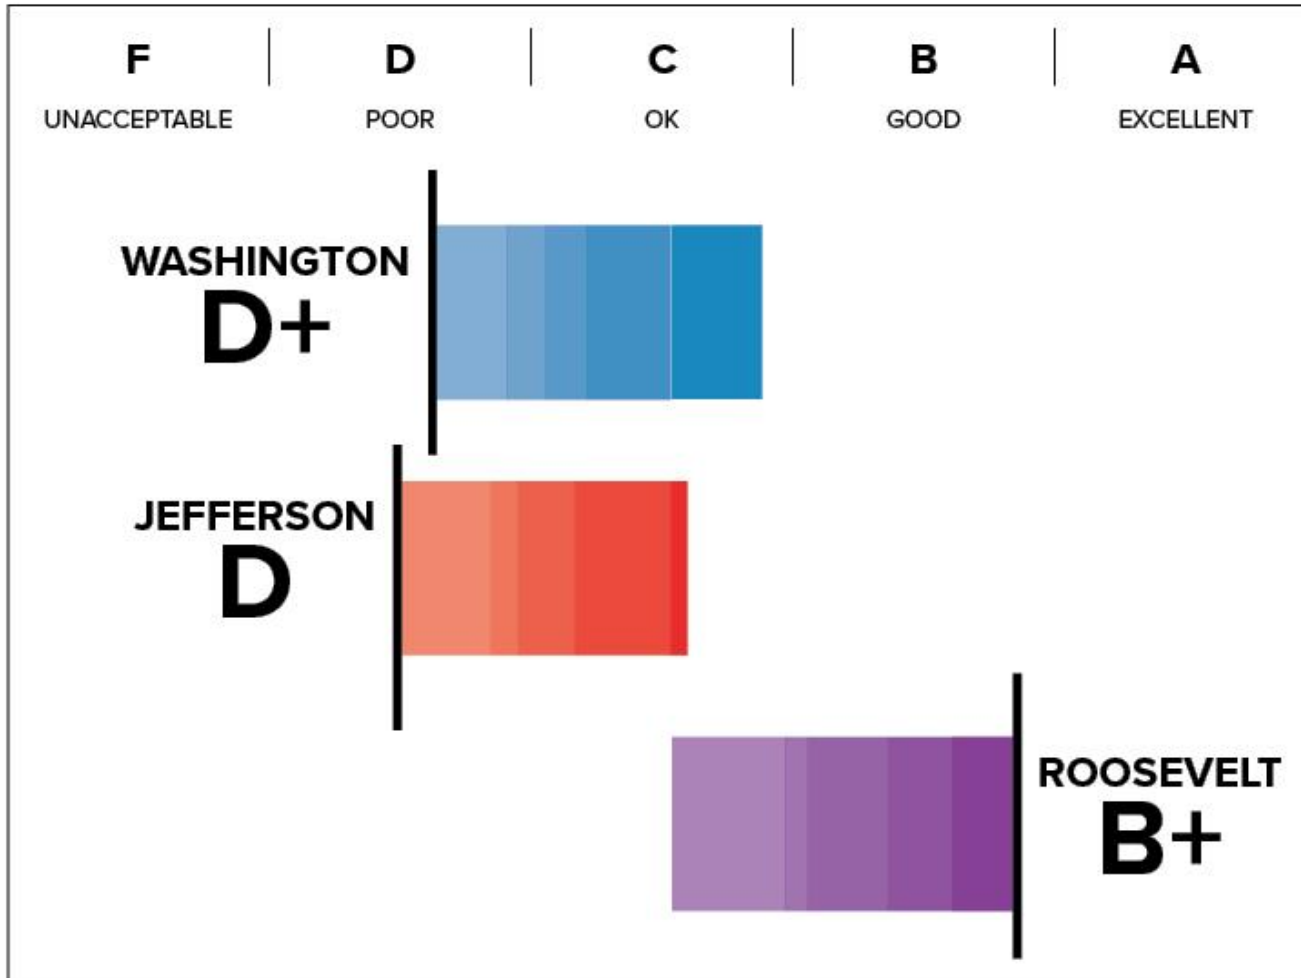 F D C B A
UNACCEPTABLE POOR OK GOOD EXCELLENT
WASHINGTON
D+
JEFFERSON
D
ROOSEVELT
B+